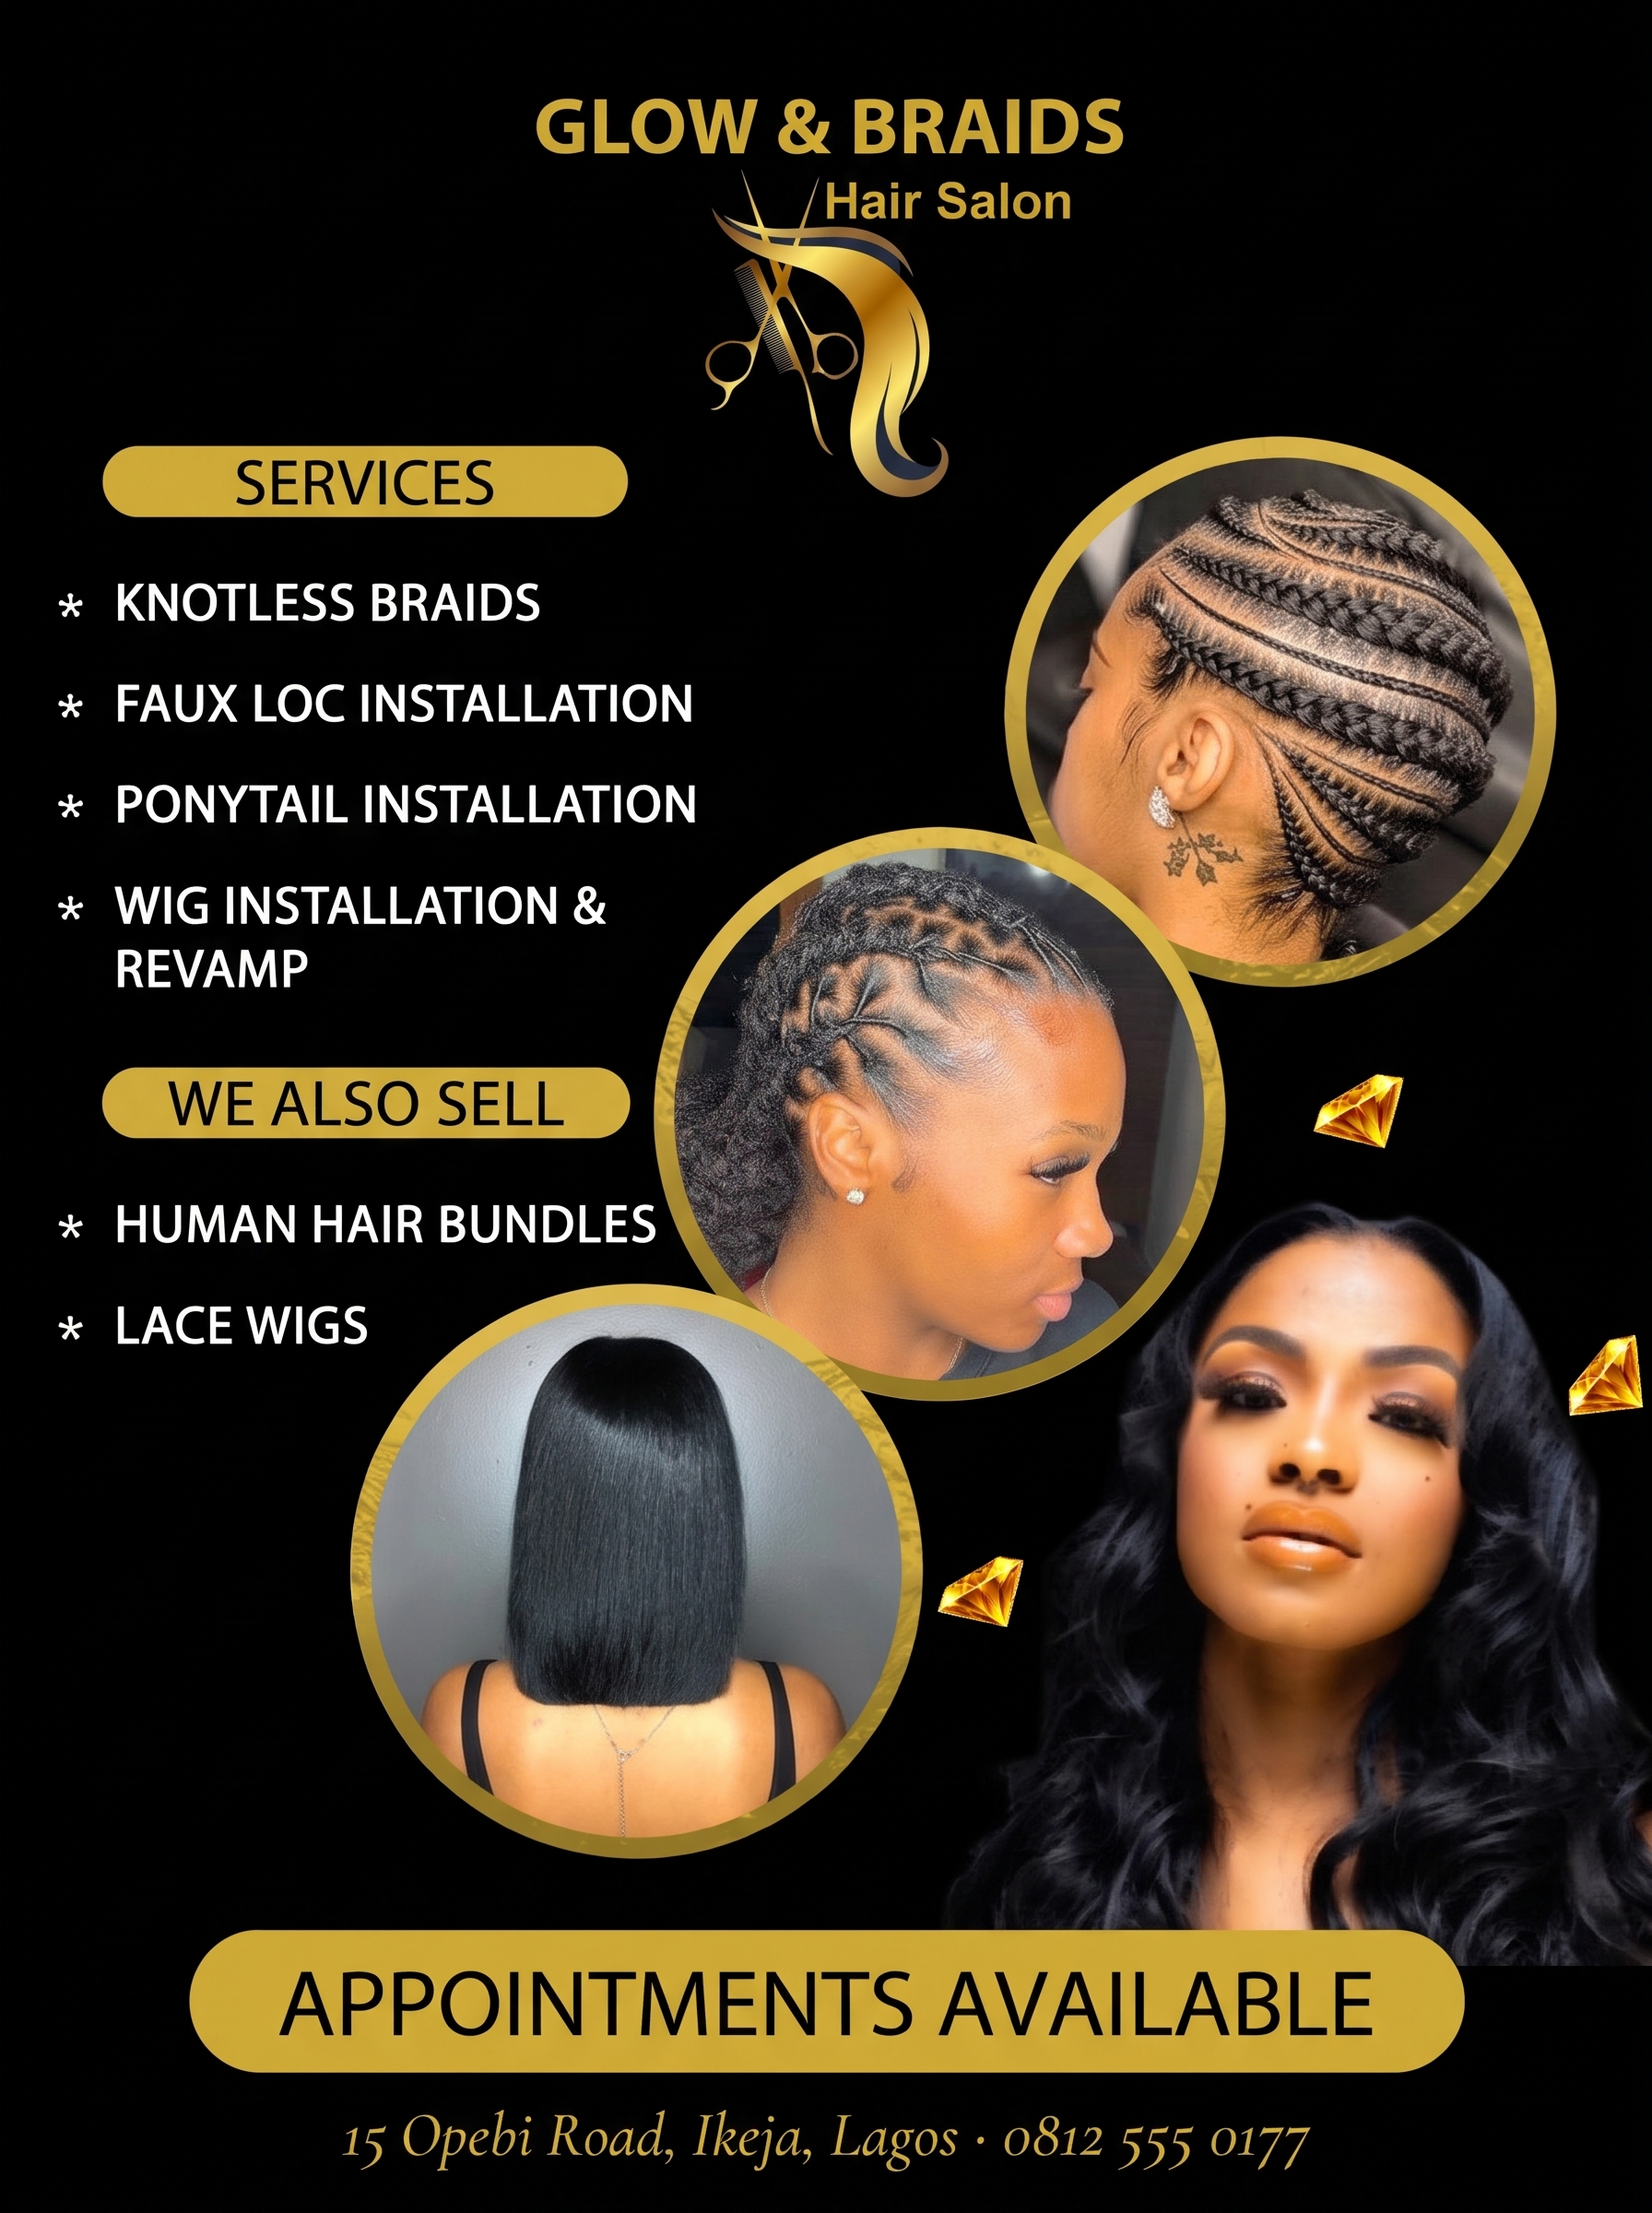 GLOW & BRAIDS
Hair Salon
SERVICES
* KNOTLESS BRAIDS
* FAUX LOC INSTALLATION
* PONYTAIL INSTALLATION
* WIG INSTALLATION &
REVAMP
WE ALSO SELL
* HUMAN HAIR BUNDLES
* LACE WIGS
APPOINTMENTS AVAILABLE
15 Opebi Road, Ikeja, Lagos · 0812 555 0177